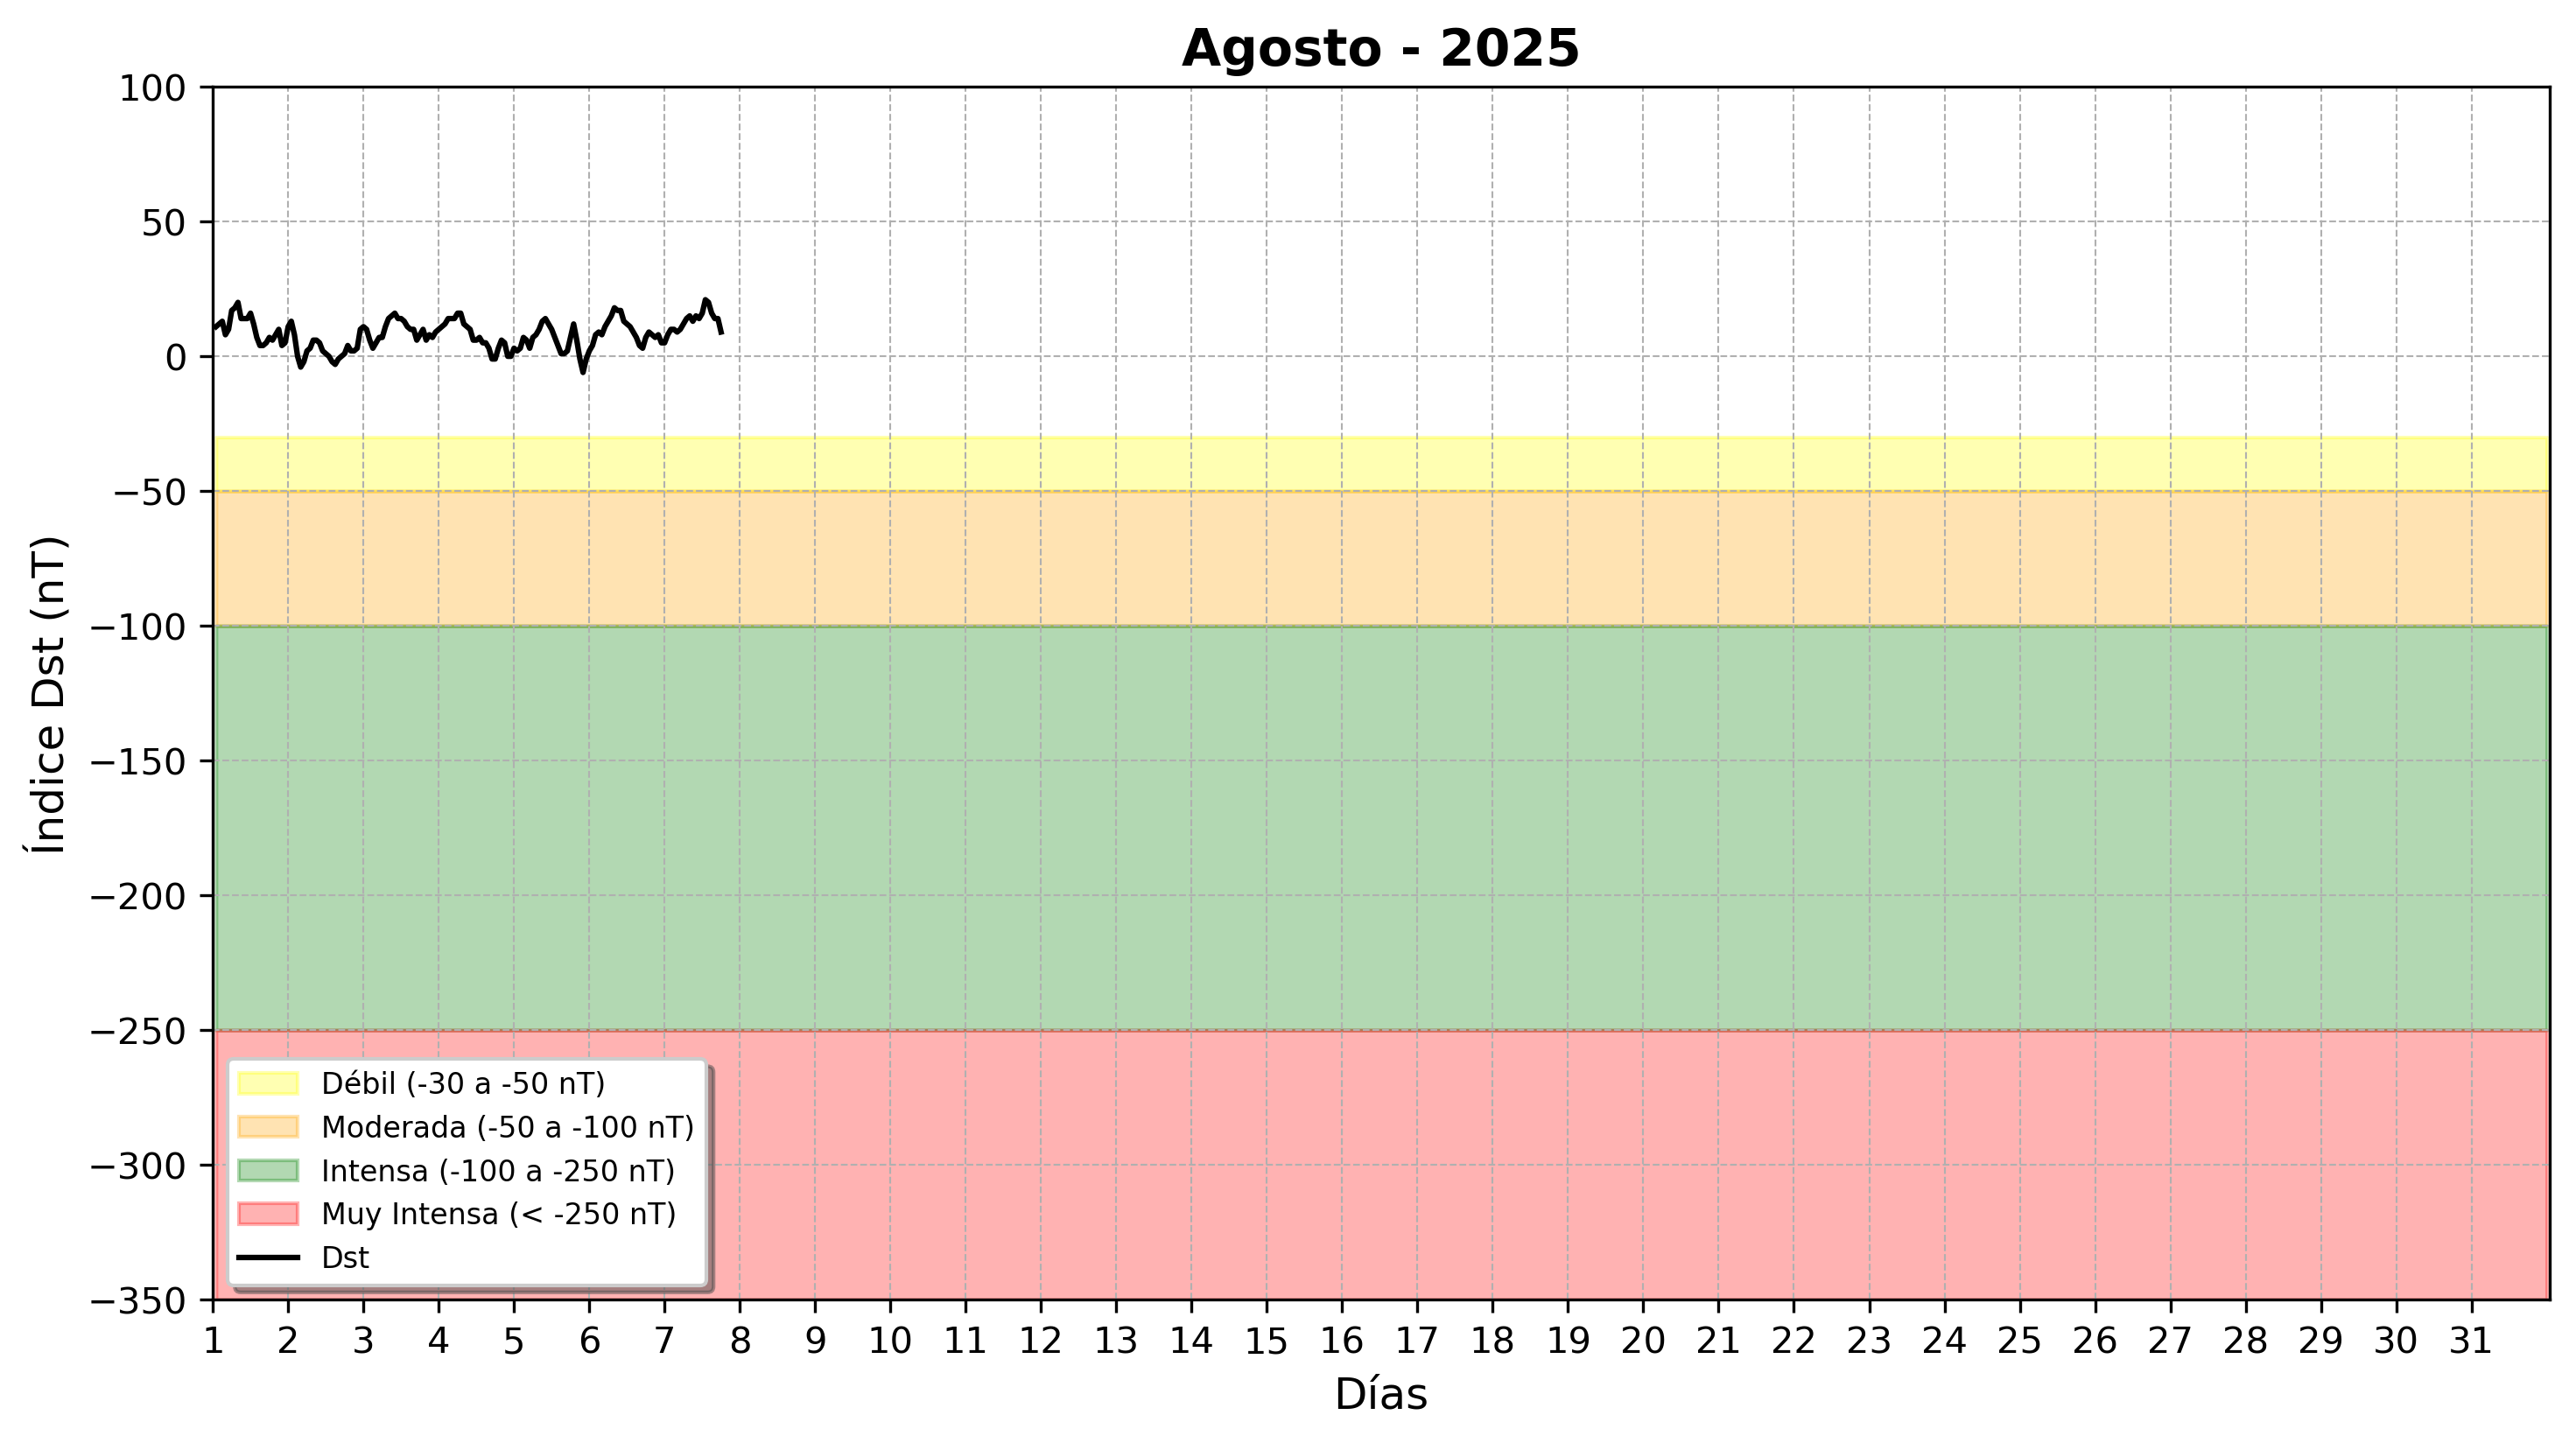 Agosto - 2025
100
50
0
−50
−100
−150
−200
−250
−300
−350
Índice Dst (nT)
Débil (-30 a -50 nT)
Moderada (-50 a -100 nT)
Intensa (-100 a -250 nT)
Muy Intensa (< -250 nT)
Dst
1 2 3 4 5 6 7 8 9 10 11 12 13 14 15 16 17 18 19 20 21 22 23 24 25 26 27 28 29 30 31
Días